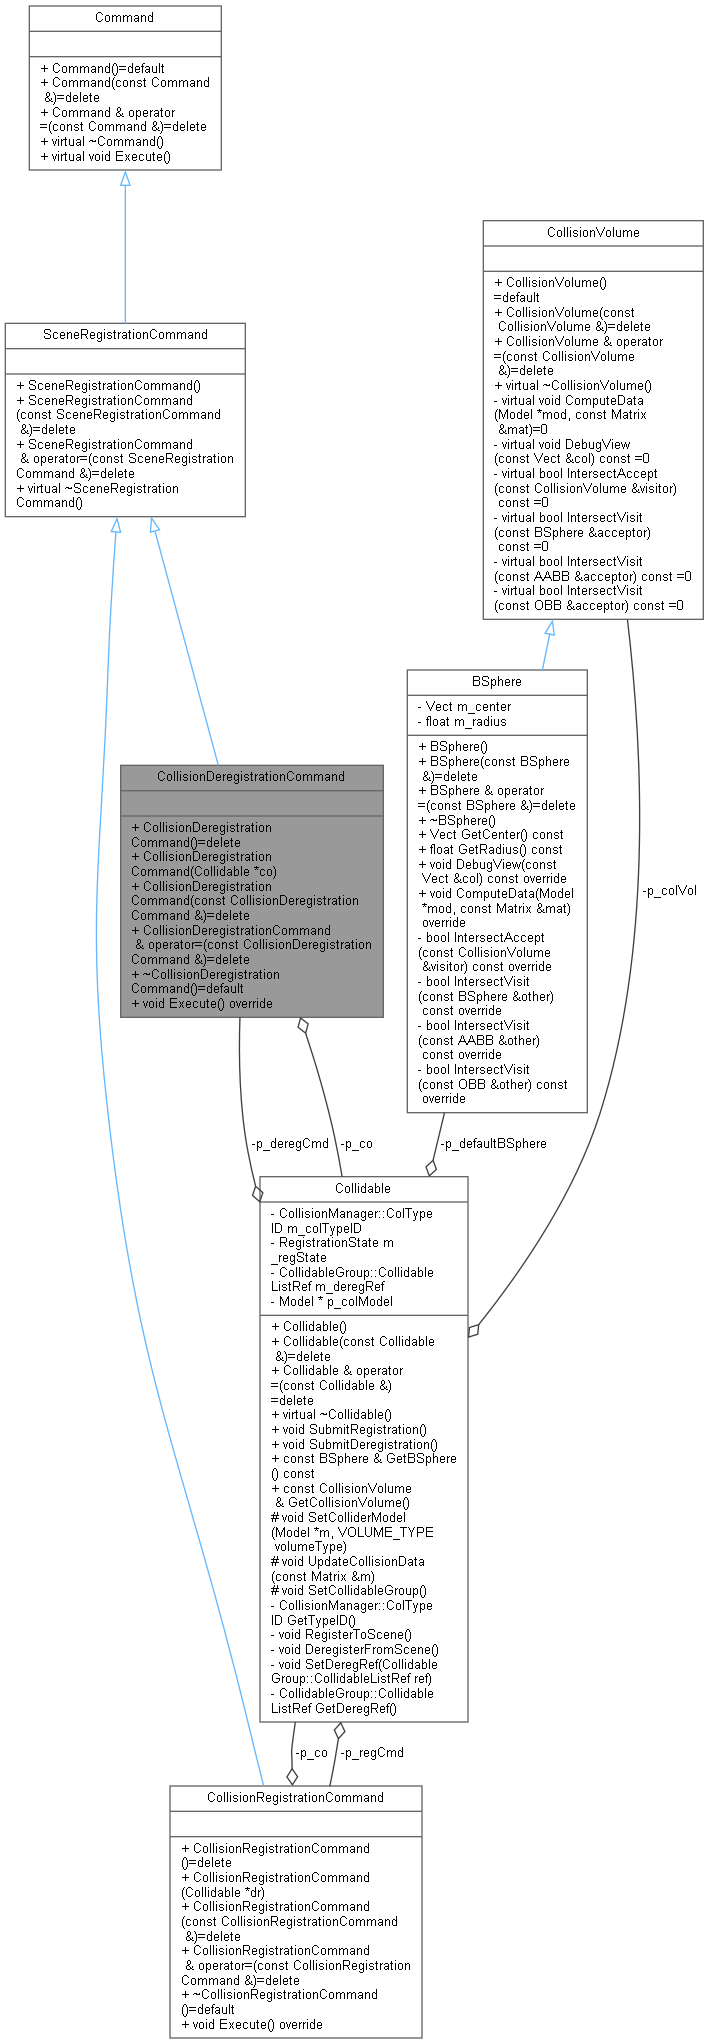 Command
+ Command()=default
+ Command(const Command
&)=delete
+ Command & operator
=(const Command &)=delete
+ virtual ~Command()
+ virtual void Execute()
CollisionVolume
+ CollisionVolume()
=default
+ CollisionVolume(const
CollisionVolume &)=delete
+ CollisionVolume & operator
=(const CollisionVolume
&)=delete
+ virtual ~CollisionVolume()
- virtual void ComputeData
(Model *mod, const Matrix
&mat)=0
- virtual void DebugView
(const Vect &col) const =0
- virtual bool IntersectAccept
(const CollisionVolume &visitor)
const =0
- virtual bool IntersectVisit
(const BSphere &acceptor)
const =0
- virtual bool IntersectVisit
(const AABB &acceptor) const =0
- virtual bool IntersectVisit
(const OBB &acceptor) const =0
SceneRegistrationCommand
+ SceneRegistrationCommand()
+ SceneRegistrationCommand
(const SceneRegistrationCommand
&)=delete
+ SceneRegistrationCommand
& operator=(const SceneRegistration
Command &)=delete
+ virtual ~SceneRegistration
Command()
BSphere
- Vect m_center
- float m_radius
+ BSphere()
+ BSphere(const BSphere
&)=delete
+ BSphere & operator
=(const BSphere &)=delete
+ ~BSphere()
+ Vect GetCenter() const
+ float GetRadius() const
+ void DebugView(const
Vect &col) const override
+ void ComputeData(Model
*mod, const Matrix &mat)
override
- bool IntersectAccept
(const CollisionVolume
&visitor) const override
- bool IntersectVisit
(const BSphere &other)
const override
- bool IntersectVisit
(const AABB &other)
const override
- bool IntersectVisit
(const OBB &other) const
override
CollisionDeregistrationCommand
+ CollisionDeregistration
Command()=delete
+ CollisionDeregistration
Command(Collidable *co)
+ CollisionDeregistration
Command(const CollisionDeregistration
Command &)=delete
+ CollisionDeregistrationCommand
& operator=(const CollisionDeregistration
Command &)=delete
+ ~CollisionDeregistration
Command()=default
+ void Execute() override
-p_colVol
-p_deregCmd
-p_co
-p_defaultBSphere
Collidable
- CollisionManager::ColType
ID m_colTypeID
- RegistrationState m
_regState
- CollidableGroup::Collidable
ListRef m_deregRef
- Model * p_colModel
+ Collidable()
+ Collidable(const Collidable
&)=delete
+ Collidable & operator
=(const Collidable &)
=delete
+ virtual ~Collidable()
+ void SubmitRegistration()
+ void SubmitDeregistration()
+ const BSphere & GetBSphere
() const
+ const CollisionVolume
& GetCollisionVolume()
# void SetColliderModel
(Model *m, VOLUME_TYPE
volumeType)
# void UpdateCollisionData
(const Matrix &m)
# void SetCollidableGroup()
- CollisionManager::ColType
ID GetTypeID()
- void RegisterToScene()
- void DeregisterFromScene()
- void SetDeregRef(Collidable
Group::CollidableListRef ref)
- CollidableGroup::Collidable
ListRef GetDeregRef()
-p_co
-p_regCmd
CollisionRegistrationCommand
+ CollisionRegistrationCommand
()=delete
+ CollisionRegistrationCommand
(Collidable *dr)
+ CollisionRegistrationCommand
(const CollisionRegistrationCommand
&)=delete
+ CollisionRegistrationCommand
& operator=(const CollisionRegistration
Command &)=delete
+ ~CollisionRegistrationCommand
()=default
+ void Execute() override